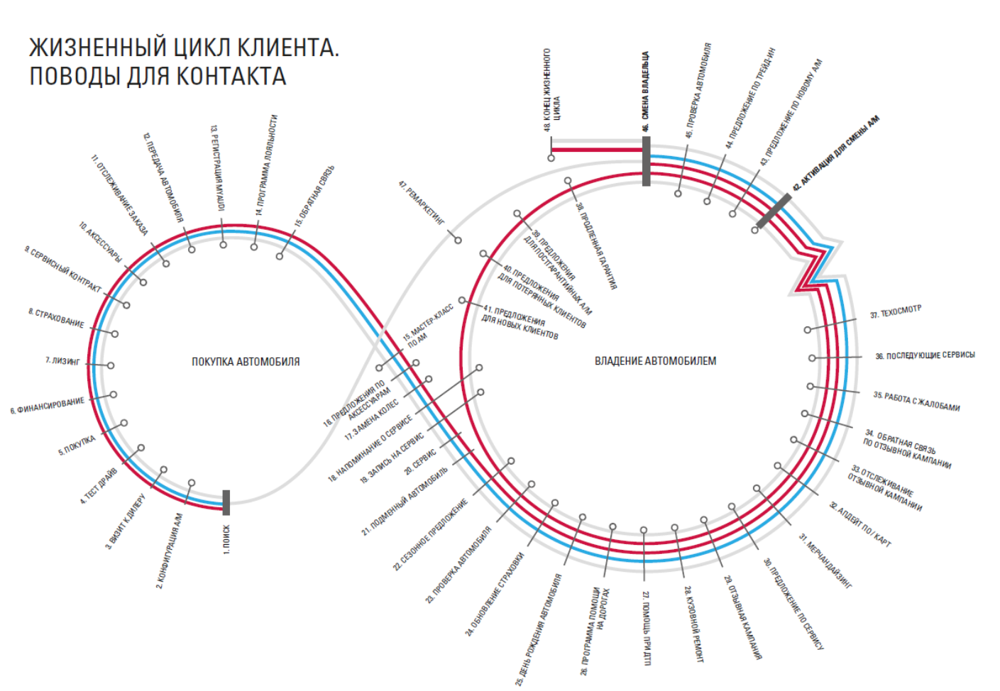 ЖИЗНЕННЫЙ ЦИКЛ КЛИЕНТА.
ПОВОДЫ ДЛЯ КОНТАКТА
ПОКУПКА АВТОМОБИЛЯ
1. ПОИСК
2. КОНФИГУРАЦИЯ А/М
3. ВИЗИТ К ДИЛЕРУ
4. ТЕСТ ДРАЙВ
5. ПОКУПКА
6. ФИНАНСИРОВАНИЕ
7. ЛИЗИНГ
8. СТРАХОВАНИЕ
9. СЕРВИСНЫЙ КОНТРАКТ
10. АКСЕССУАРЫ
11. ОТСЛЕЖИВАНИЕ ЗАКАЗА
12. ПЕРЕДАЧА АВТОМОБИЛЯ
13. РЕГИСТРАЦИЯ MYAUDI
14. ПРОГРАММА ЛОЯЛЬНОСТИ
15. ОБРАТНАЯ СВЯЗЬ
ВЛАДЕНИЕ АВТОМОБИЛЕМ
15. МАСТЕР-КЛАСС
ПО АМ
16. ПРЕДЛОЖЕНИЯ ПО
АКСЕССУАРАМ
17. ЗАМЕНА КОЛЕС
18. НАПОМИНАНИЕ О СЕРВИСЕ
19. ЗАПИСЬ НА СЕРВИС
20. СЕРВИС
21. ПОДМЕННЫЙ АВТОМОБИЛЬ
22. СЕЗОННОЕ ПРЕДЛОЖЕНИЕ
23. ПРОВЕРКА АВТОМОБИЛЯ
24. ОБНОВЛЕНИЕ СТРАХОВКИ
25. ДЕНЬ РОЖДЕНИЯ АВТОМОБИЛЯ
26. ПРОГРАММА ПОМОЩИ
НА ДОРОГАХ
27. ПОМОЩЬ ПРИ ДТП
28. КУЗОВНОЙ РЕМОНТ
29. ОТЗЫВНАЯ КАМПАНИЯ
30. ПРЕДЛОЖЕНИЕ ПО СЕРВИСУ
31. МЕРЧАНДАЙЗИНГ
32. АПДЕЙТ ПО / КАРТ
33. ОТСЛЕЖИВАНИЕ
ОТЗЫВНОЙ КАМПАНИИ
34. ОБРАТНАЯ СВЯЗЬ
ПО ОТЗЫВНОЙ КАМПАНИИ
35. РАБОТА С ЖАЛОБАМИ
36. ПОСЛЕДУЮЩИЕ СЕРВИСЫ
37. ТЕХОСМОТР
38. ПРОДЛЕННАЯ ГАРАНТИЯ
39. ПРЕДЛОЖЕНИЯ
ДЛЯ ПОСТГАРАНТИЙНЫХ А/М
40. ПРЕДЛОЖЕНИЯ
ДЛЯ ПОТЕРЯННЫХ КЛИЕНТОВ
41. ПРЕДЛОЖЕНИЯ
ДЛЯ НОВЫХ КЛИЕНТОВ
42. АКТИВАЦИЯ ДЛЯ СМЕНЫ А/М
43. ПРЕДЛОЖЕНИЕ ПО НОВОМУ А/М
44. ПРЕДЛОЖЕНИЕ ПО ТРЕЙД-ИН
45. ПРОВЕРКА АВТОМОБИЛЯ
46. СМЕНА ВЛАДЕЛЬЦА
47. РЕМАРКЕТИНГ
48. КОНЕЦ ЖИЗНЕННОГО
ЦИКЛА